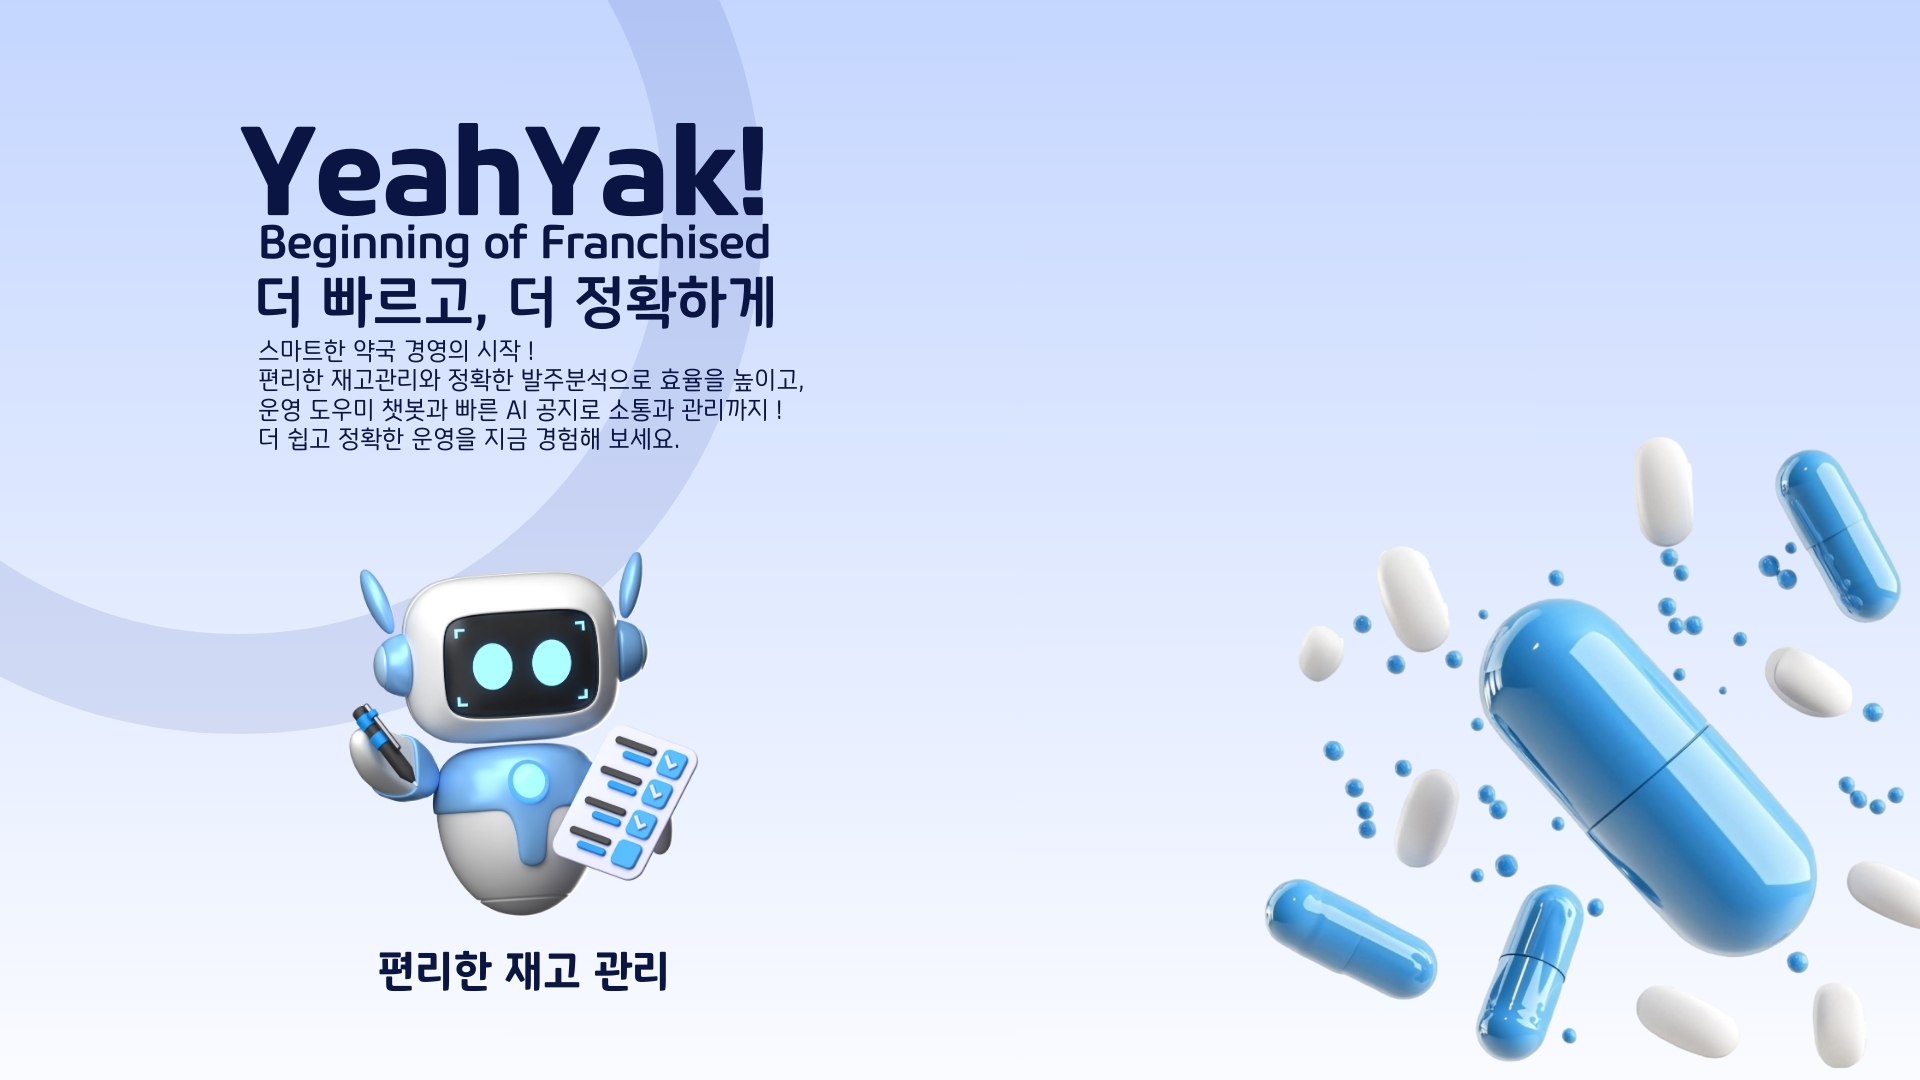 YeahYak!
Beginning of Franchised
더 빠르고, 더 정확하게
스마트한 약국 경영의 시작 !
편리한 재고관리와 정확한 발주분석으로 효율을 높이고,
운영 도우미 챗봇과 빠른 AI 공지로 소통과 관리까지 !
더 쉽고 정확한 운영을 지금 경험해 보세요.
편리한 재고 관리